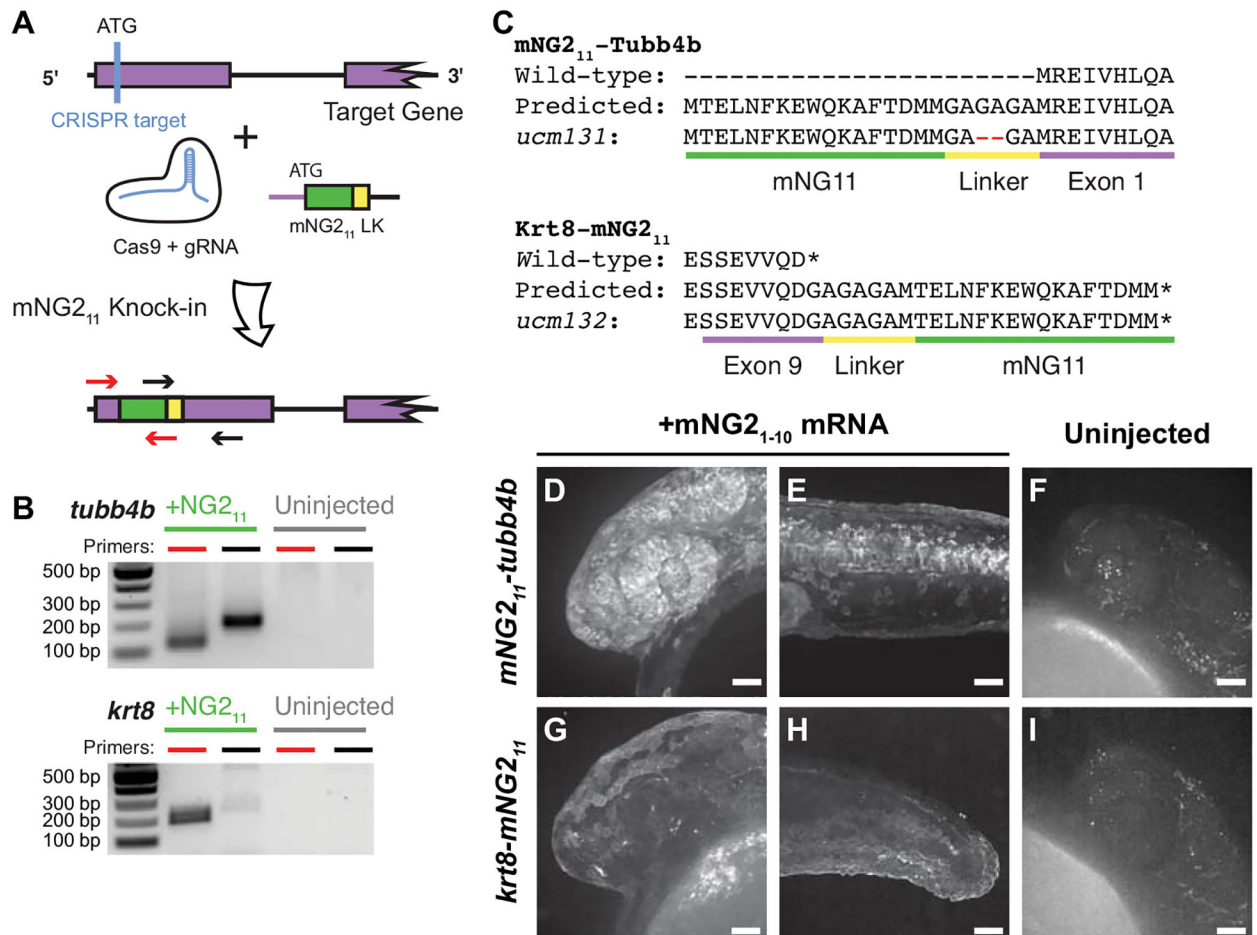 A
ATG
5'
3'
CRISPR target
Target Gene
+
ATG
mNG2₁₁ LK
Cas9 + gRNA
mNG2₁₁ Knock-in
B
tubb4b
+NG2₁₁
Uninjected
Primers:
500 bp
300 bp
200 bp
100 bp
krt8
+NG2₁₁
Uninjected
Primers:
500 bp
300 bp
200 bp
100 bp
C
mNG2₁₁-Tubb4b
Wild-type: -----------------------MREIVHLQA
Predicted: MTELNFKEWQKAFTDMMGAGAGAMREIVHLQA
ucm131: MTELNFKEWQKAFTDMMGA--GAMREIVHLQA
mNG11 Linker Exon 1
Krt8-mNG2₁₁
Wild-type: ESSEVVQD*
Predicted: ESSEVVQDGAGAGAMTELNFKEWQKAFTDMM*
ucm132: ESSEVVQDGAGAGAMTELNFKEWQKAFTDMM*
Exon 9 Linker mNG11
+mNG2₁₋₁₀ mRNA
Uninjected
mNG2₁₁-tubb4b
D
E
F
krt8-mNG2₁₁
G
H
I